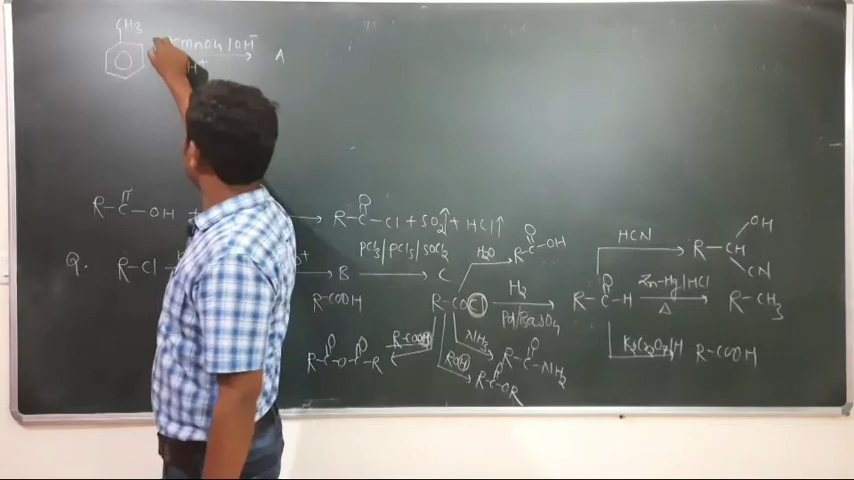 CH3
KMnO4 / OH⁻ A
H+
R-C-OH + R-C-Cl + SO2↑ + HCl↑
O O
Q. R-Cl B PCl3/PCl5/SOCl2 C
R-COOH R-COCl
H2O R-C-OH
O
H2 R-C-H
Pd/BaSO4 O
HCN R-CH
OH
CN
Zn-Hg/HCl R-CH3
Δ
K2Cr2O7/H R-COOH
R-COOH R-C-O-C-R
O O
NH3 R-C-NH2
O
ROH R-C-OR
O